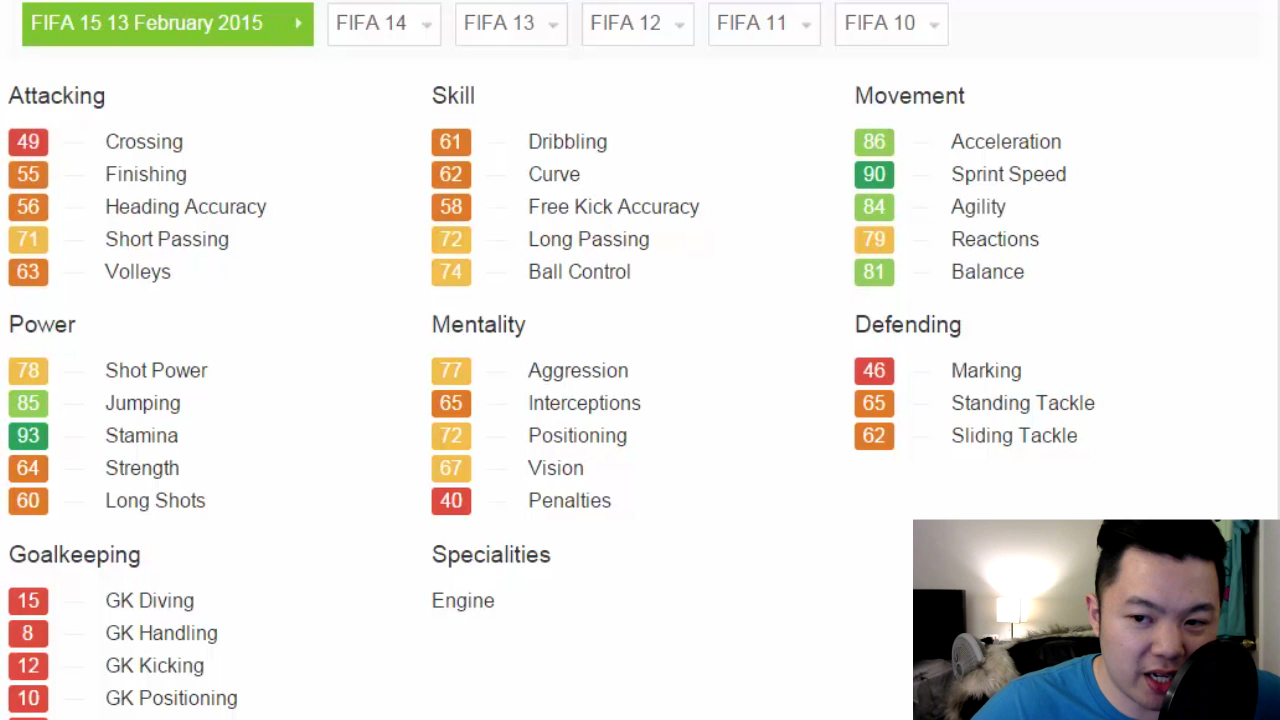 FIFA 15 13 February 2015 FIFA 14 FIFA 13 FIFA 12 FIFA 11 FIFA 10
Attacking
49 Crossing
55 Finishing
56 Heading Accuracy
71 Short Passing
63 Volleys
Skill
61 Dribbling
62 Curve
58 Free Kick Accuracy
72 Long Passing
74 Ball Control
Movement
86 Acceleration
90 Sprint Speed
84 Agility
79 Reactions
81 Balance
Power
78 Shot Power
85 Jumping
93 Stamina
64 Strength
60 Long Shots
Mentality
77 Aggression
65 Interceptions
72 Positioning
67 Vision
40 Penalties
Defending
46 Marking
65 Standing Tackle
62 Sliding Tackle
Goalkeeping
15 GK Diving
8 GK Handling
12 GK Kicking
10 GK Positioning
Specialities
Engine